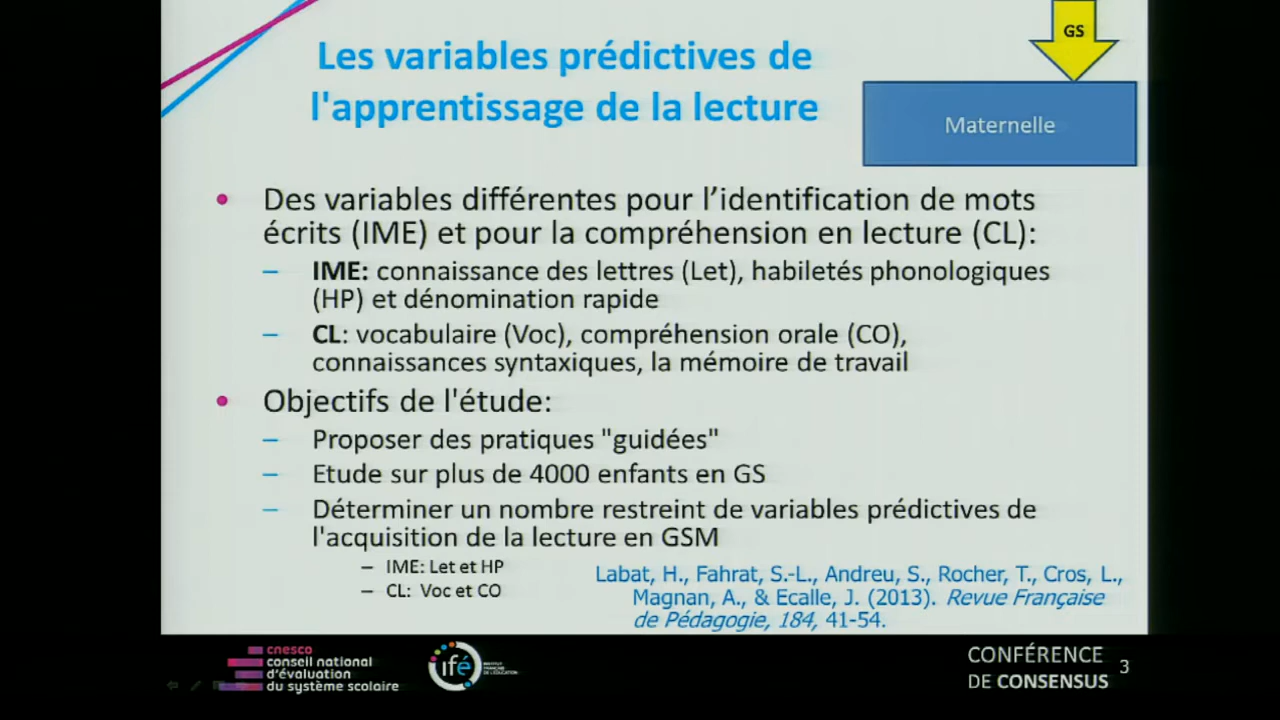 Les variables prédictives de
l'apprentissage de la lecture
GS
Maternelle
• Des variables différentes pour l’identification de mots
écrits (IME) et pour la compréhension en lecture (CL):
– IME: connaissance des lettres (Let), habiletés phonologiques
(HP) et dénomination rapide
– CL: vocabulaire (Voc), compréhension orale (CO),
connaissances syntaxiques, la mémoire de travail
• Objectifs de l'étude:
– Proposer des pratiques "guidées"
– Etude sur plus de 4000 enfants en GS
– Déterminer un nombre restreint de variables prédictives de
l'acquisition de la lecture en GSM
– IME: Let et HP
– CL: Voc et CO
Labat, H., Fahrat, S.-L., Andreu, S., Rocher, T., Cros, L.,
Magnan, A., & Ecalle, J. (2013). Revue Française
de Pédagogie, 184, 41-54.
cnesco
conseil national
d'évaluation
du système scolaire
ifé
INSTITUT
FRANÇAIS
DE L'ÉDUCATION
CONFÉRENCE
DE CONSENSUS
3